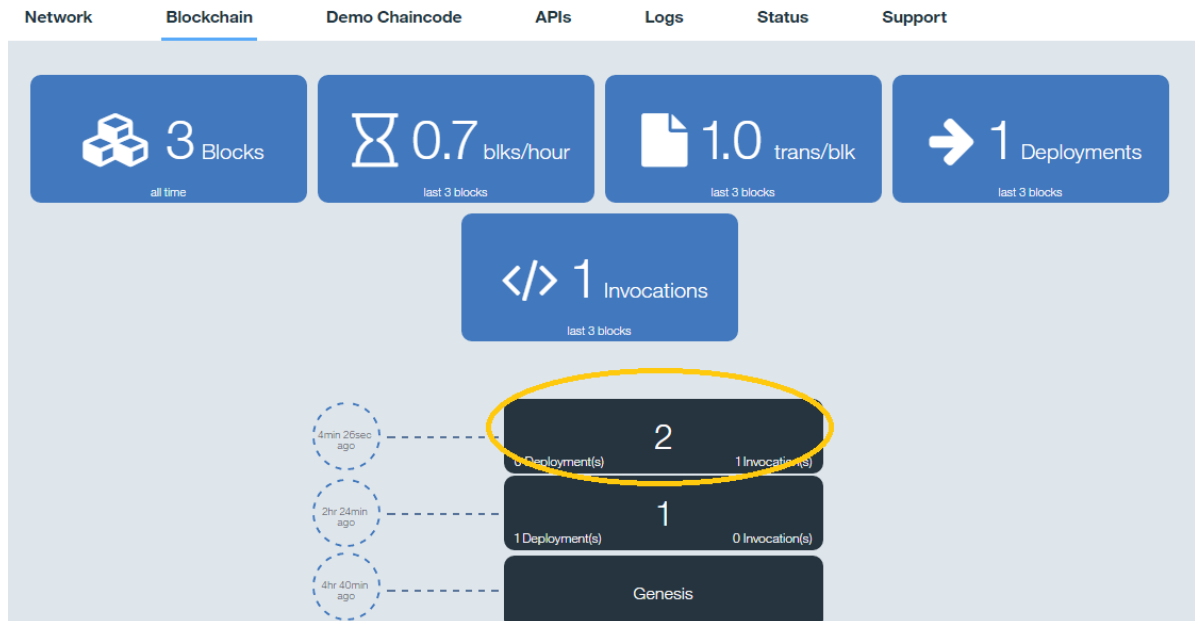 Network Blockchain Demo Chaincode APIs Logs Status Support
3 Blocks
all time
0.7 blks/hour
last 3 blocks
1.0 trans/blk
last 3 blocks
1 Deployments
last 3 blocks
</> 1 Invocations
last 3 blocks
4min 26sec
ago
2
0 Deployment(s) 1 Invocation(s)
2hr 24min
ago
1
1 Deployment(s) 0 Invocation(s)
4hr 40min
ago
Genesis